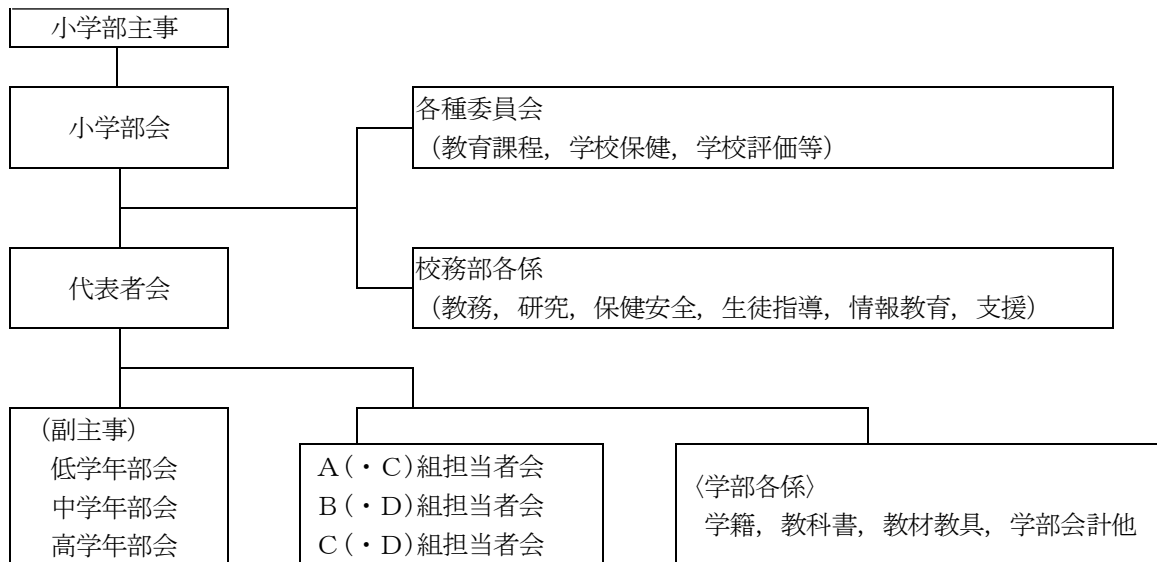 小学部主事
小学部会
各種委員会
(教育課程, 学校保健, 学校評価等)
代表者会
校務部各係
(教務, 研究, 保健安全, 生徒指導, 情報教育, 支援)
(副主事)
低学年部会
中学年部会
高学年部会
A(・C)組担当者会
B(・D)組担当者会
C(・D)組担当者会
〈学部各係〉
学籍, 教科書, 教材教具, 学部会計他